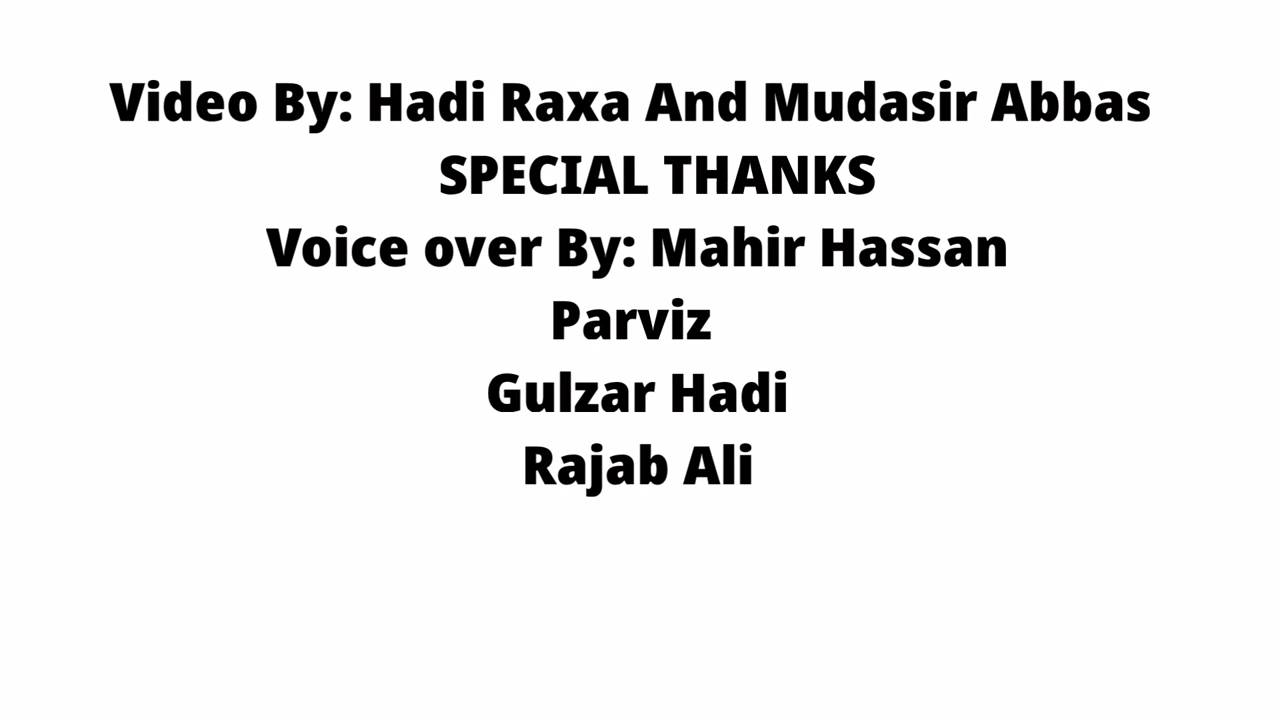 Video By: Hadi Raxa And Mudasir Abbas
SPECIAL THANKS
Voice over By: Mahir Hassan
Parviz
Gulzar Hadi
Rajab Ali